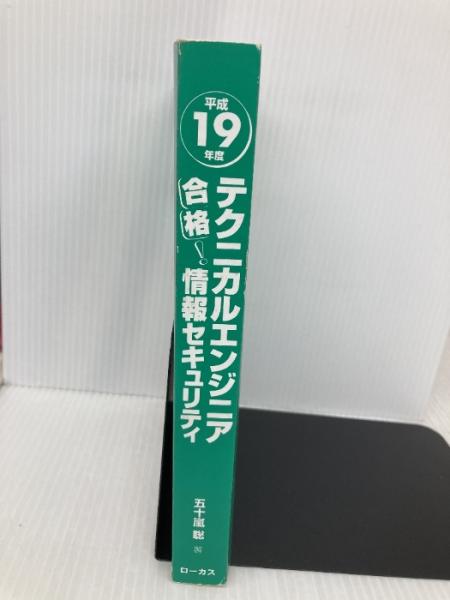 平成
19
年度
合格!
テクニカルエンジニア
情報セキュリティ
五十嵐 聡 著
ローカス